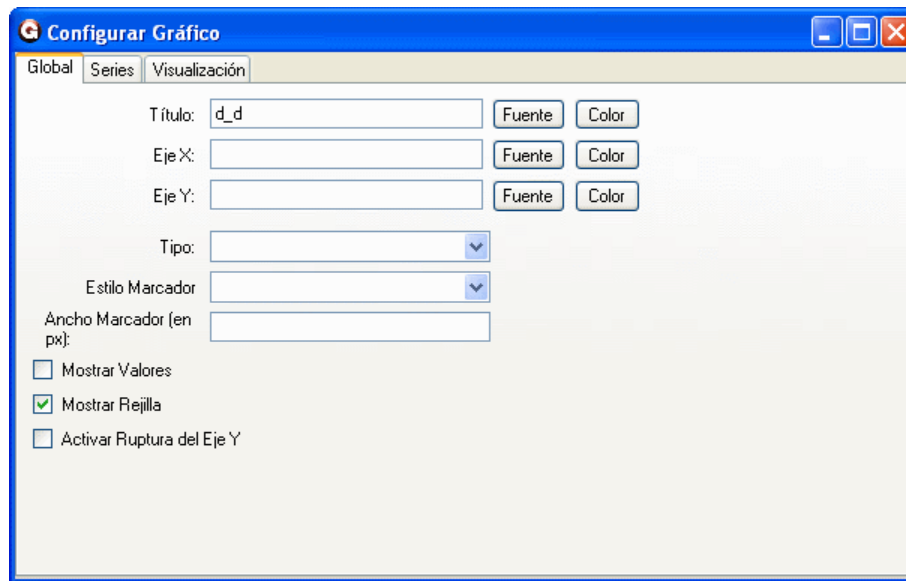 Configurar Gráfico
Global Series Visualización
Título: d_d Fuente Color
Eje X: Fuente Color
Eje Y: Fuente Color
Tipo:
Estilo Marcador
Ancho Marcador (en
px):
Mostrar Valores
Mostrar Rejilla
Activar Ruptura del Eje Y